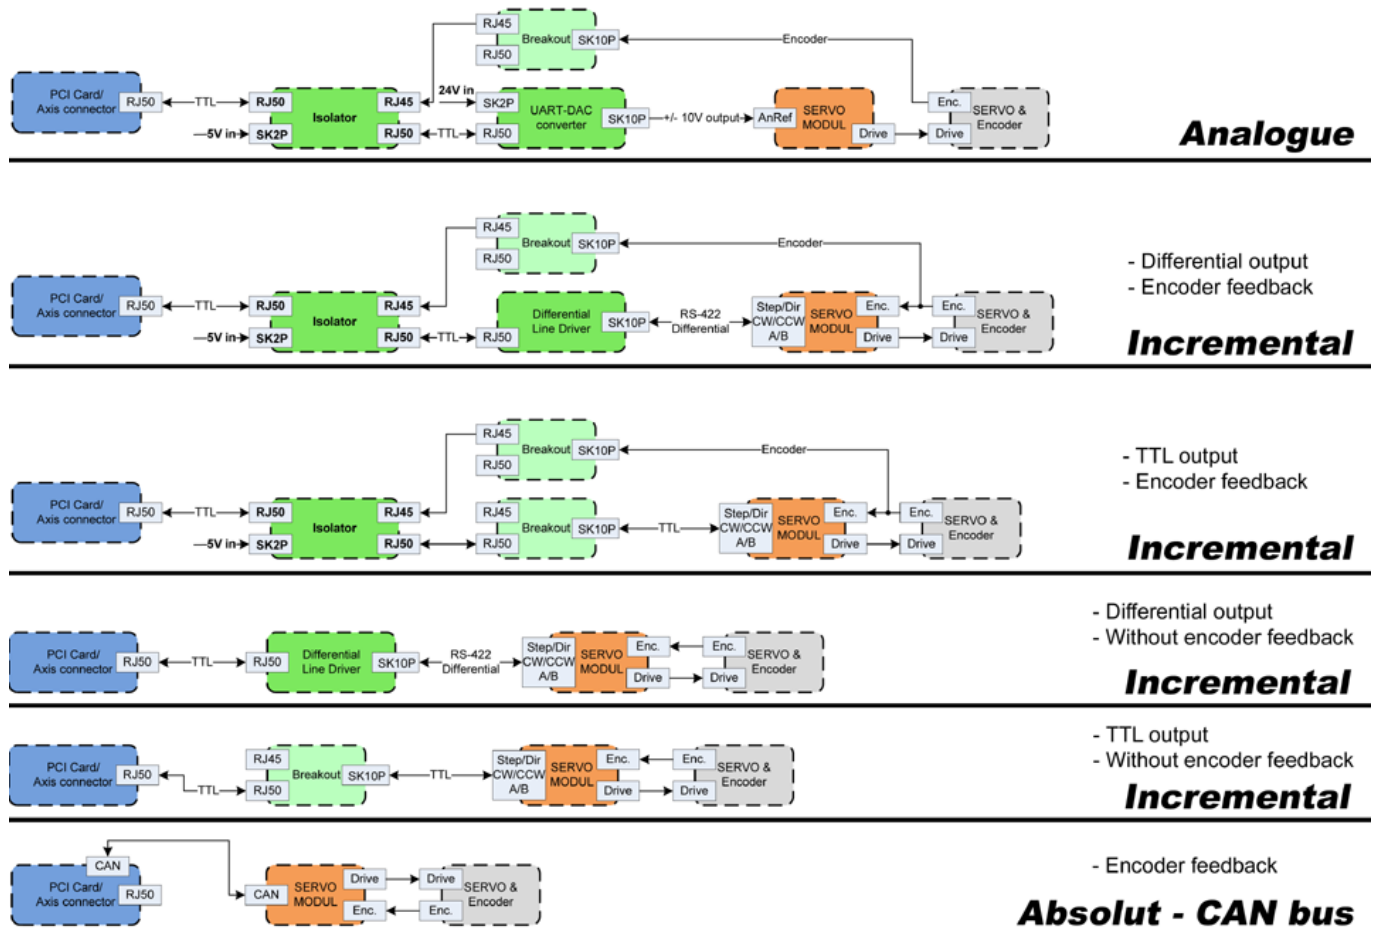 PCI Card/
Axis connector
RJ50
TTL
RJ50
5V in
SK2P
Isolator
RJ45
RJ50
TTL
24V in
RJ45
RJ50
Breakout
SK10P
Encoder
SK2P
RJ50
UART-DAC
converter
SK10P
+/- 10V output
AnRef
SERVO
MODUL
Drive
Enc.
Drive
SERVO &
Encoder
Analogue
PCI Card/
Axis connector
RJ50
TTL
RJ50
5V in
SK2P
Isolator
RJ45
RJ50
TTL
RJ45
RJ50
Breakout
SK10P
Encoder
RJ50
Differential
Line Driver
SK10P
RS-422
Differential
Step/Dir
CW/CCW
A/B
SERVO
MODUL
Enc.
Drive
Enc.
Drive
SERVO &
Encoder
- Differential output
- Encoder feedback
Incremental
PCI Card/
Axis connector
RJ50
TTL
RJ50
5V in
SK2P
Isolator
RJ45
RJ50
RJ45
RJ50
Breakout
SK10P
Encoder
RJ45
RJ50
Breakout
SK10P
TTL
Step/Dir
CW/CCW
A/B
SERVO
MODUL
Enc.
Drive
Enc.
Drive
SERVO &
Encoder
- TTL output
- Encoder feedback
Incremental
PCI Card/
Axis connector
RJ50
TTL
RJ50
Differential
Line Driver
SK10P
RS-422
Differential
Step/Dir
CW/CCW
A/B
SERVO
MODUL
Enc.
Drive
Enc.
Drive
SERVO &
Encoder
- Differential output
- Without encoder feedback
Incremental
PCI Card/
Axis connector
RJ50
TTL
RJ45
RJ50
Breakout
SK10P
TTL
Step/Dir
CW/CCW
A/B
SERVO
MODUL
Enc.
Drive
Enc.
Drive
SERVO &
Encoder
- TTL output
- Without encoder feedback
Incremental
CAN
PCI Card/
Axis connector
RJ50
CAN
SERVO
MODUL
Drive
Enc.
Drive
Enc.
SERVO &
Encoder
- Encoder feedback
Absolut - CAN bus